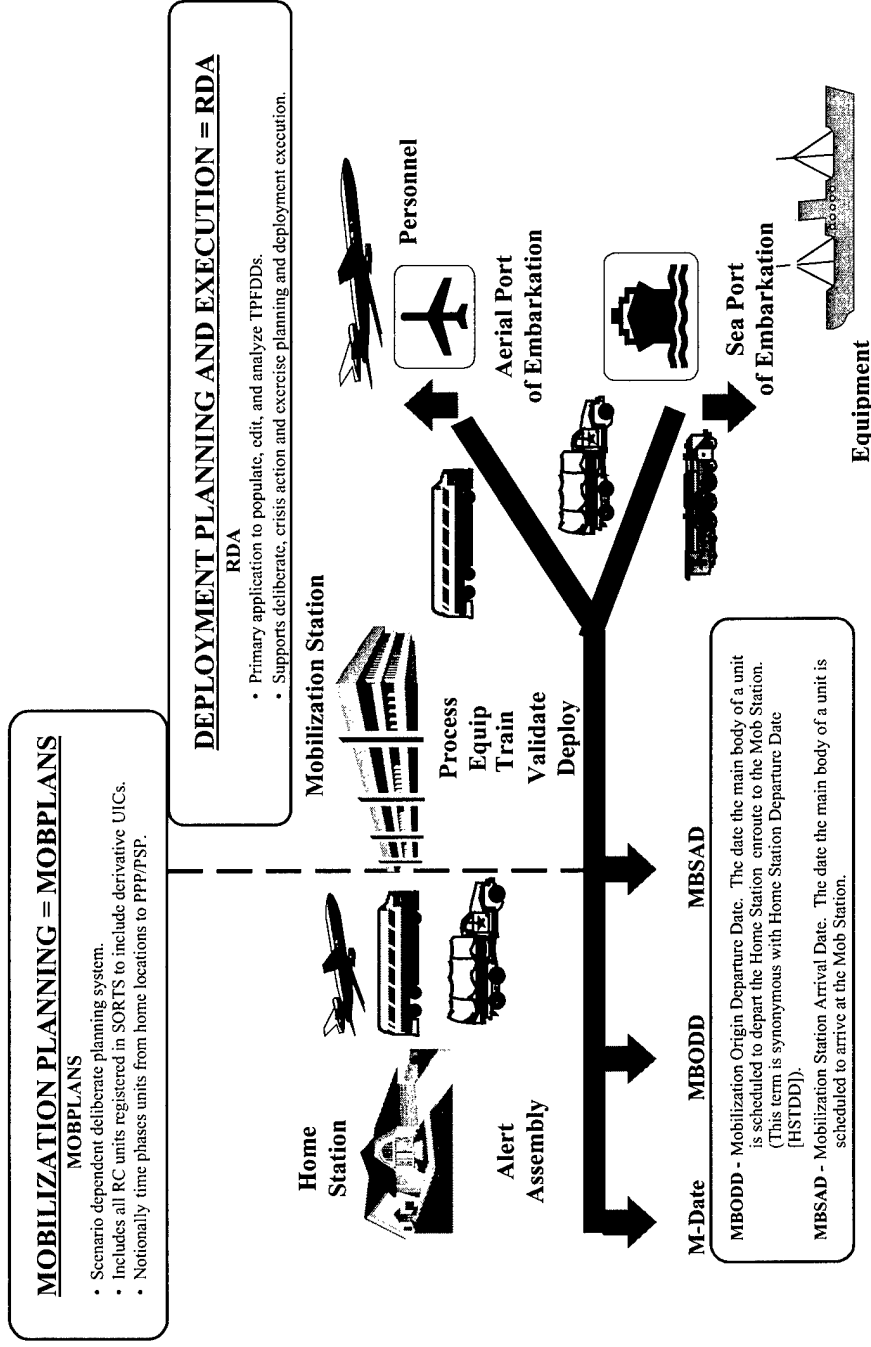 MOBILIZATION PLANNING = MOBPLANS
MOBPLANS
• Scenario dependent deliberate planning system.
• Includes all RC units registered in SORTS to include derivative UICs.
• Notionally time phases units from home locations to PPP/PSP.
DEPLOYMENT PLANNING AND EXECUTION = RDA
RDA
• Primary application to populate, edit, and analyze TPFDDs.
• Supports deliberate, crisis action and exercise planning and deployment execution.
Home
Station
Alert
Assembly
Mobilization Station
Process
Equip
Train
Validate
Deploy
Personnel
Aerial Port
of Embarkation
Sea Port
of Embarkation
Equipment
M-Date
MBODD
MBSAD
MBODD - Mobilization Origin Departure Date. The date the main body of a unit
is scheduled to depart the Home Station enroute to the Mob Station.
(This term is synonymous with Home Station Departure Date
[HSTDD]).
MBSAD - Mobilization Station Arrival Date. The date the main body of a unit is
scheduled to arrive at the Mob Station.